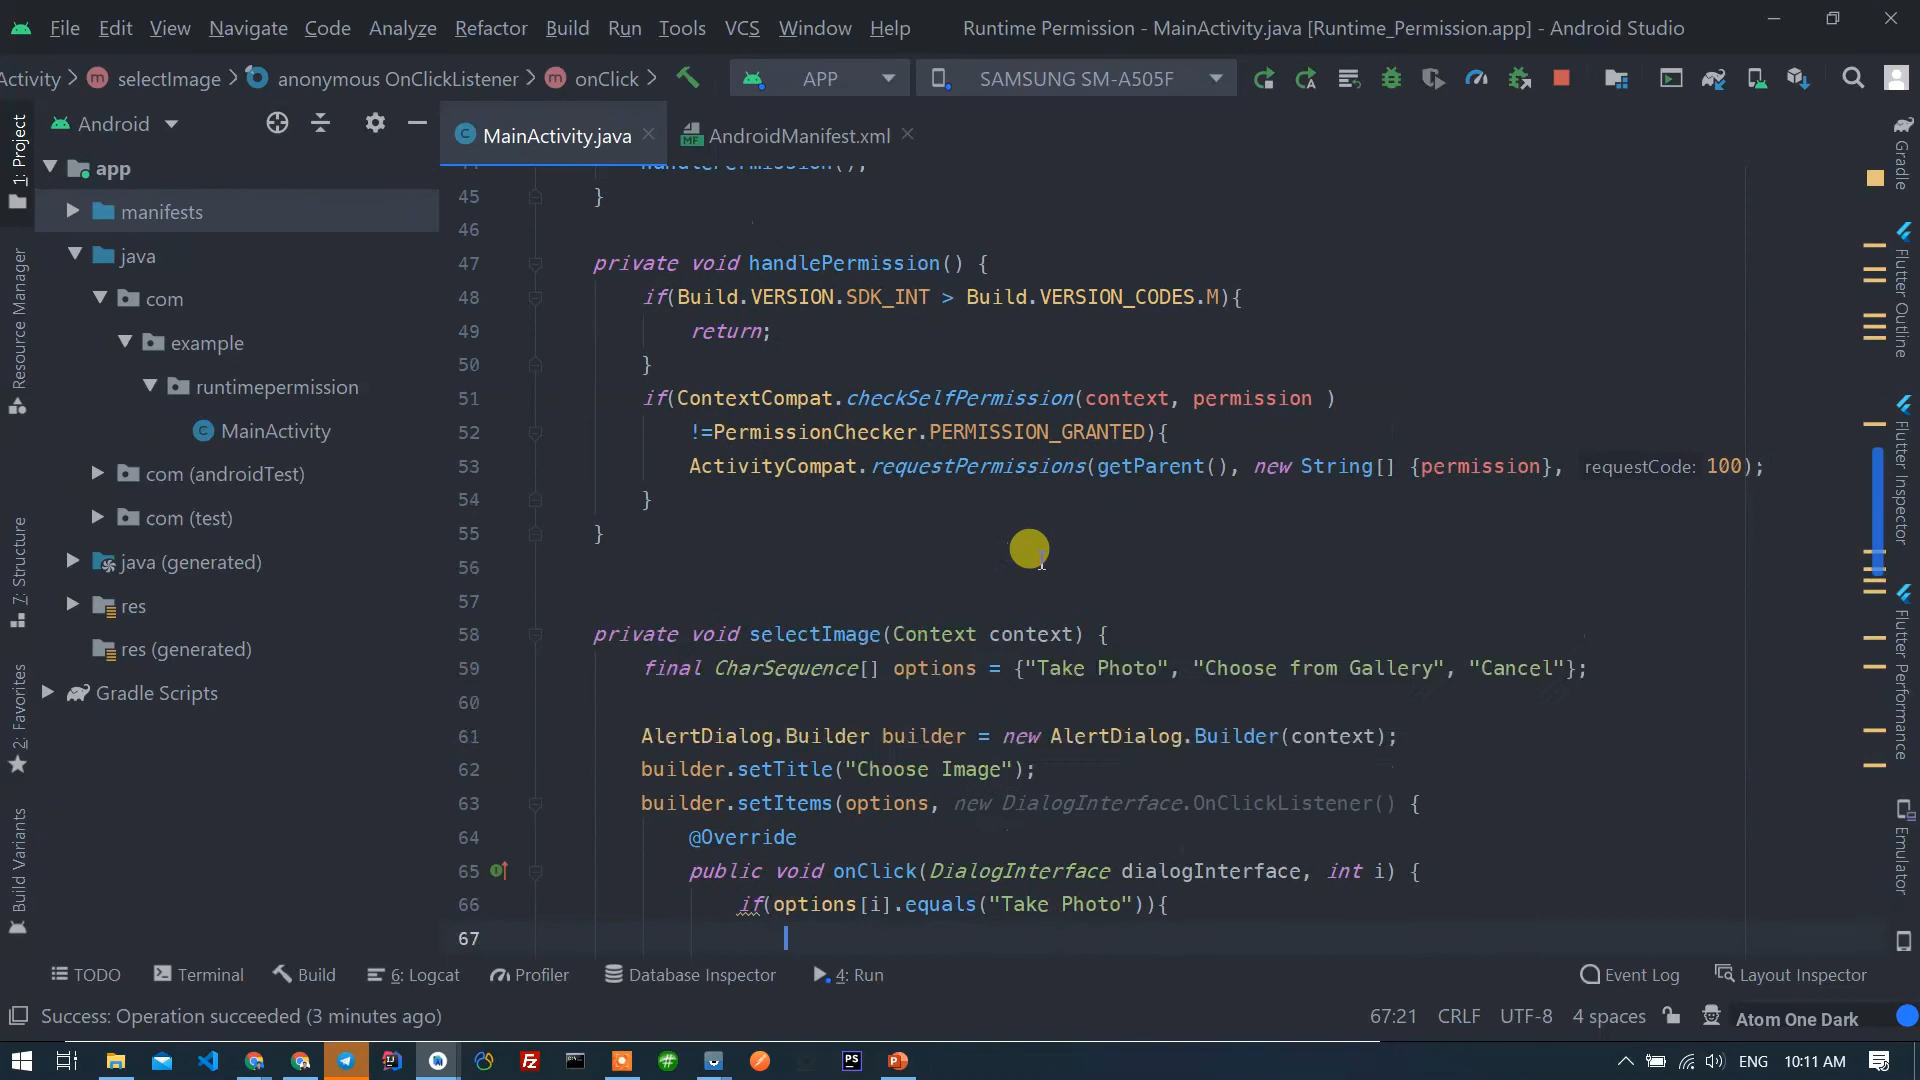 File Edit View Navigate Code Analyze Refactor Build Run Tools VCS Window Help Runtime Permission - MainActivity.java [Runtime_Permission.app] - Android Studio
Activity selectImage anonymous OnClickListener onClick APP SAMSUNG SM-A505F
Android
MainActivity.java
AndroidManifest.xml
app
manifests
java
com
example
runtimepermission
MainActivity
com (androidTest)
com (test)
java (generated)
res
res (generated)
Gradle Scripts
1: Project
Resource Manager
7: Structure
2: Favorites
Build Variants
45 }
46
47 private void handlePermission() {
48 if(Build.VERSION.SDK_INT > Build.VERSION_CODES.M){
49 return;
50 }
51 if(ContextCompat.checkSelfPermission(context, permission )
52 !=PermissionChecker.PERMISSION_GRANTED){
53 ActivityCompat.requestPermissions(getParent(), new String[] {permission}, requestCode: 100);
54 }
55 }
56
57
58 private void selectImage(Context context) {
59 final CharSequence[] options = {"Take Photo", "Choose from Gallery", "Cancel"};
60
61 AlertDialog.Builder builder = new AlertDialog.Builder(context);
62 builder.setTitle("Choose Image");
63 builder.setItems(options, new DialogInterface.OnClickListener() {
64 @Override
65 public void onClick(DialogInterface dialogInterface, int i) {
66 if(options[i].equals("Take Photo")){
67
Gradle
Flutter Outline
Flutter Inspector
Flutter Performance
Emulator
TODO Terminal Build 6: Logcat Profiler Database Inspector 4: Run Event Log Layout Inspector
Success: Operation succeeded (3 minutes ago) 67:21 CRLF UTF-8 4 spaces Atom One Dark
ENG 10:11 AM